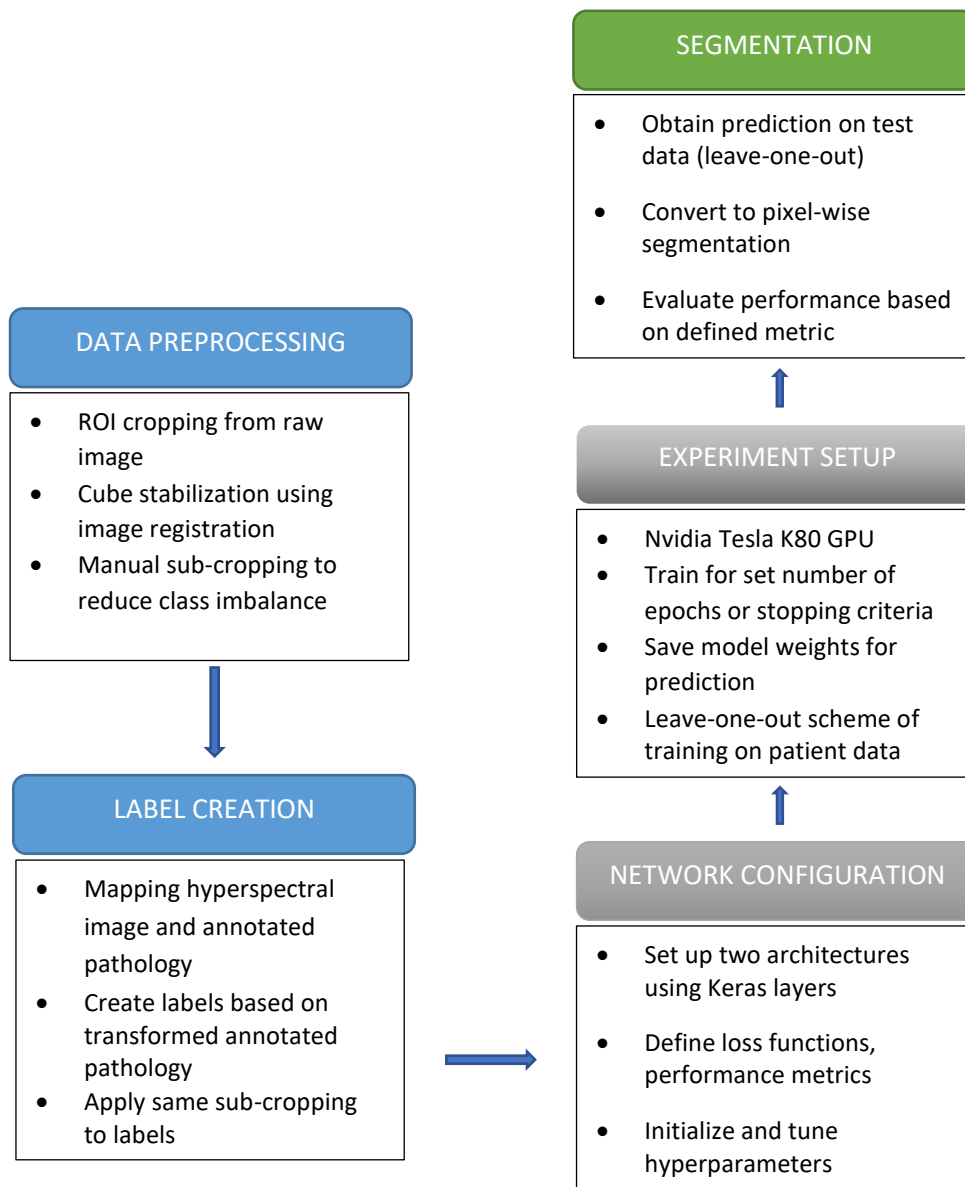 DATA PREPROCESSING
• ROI cropping from raw
image
• Cube stabilization using
image registration
• Manual sub-cropping to
reduce class imbalance
LABEL CREATION
• Mapping hyperspectral
image and annotated
pathology
• Create labels based on
transformed annotated
pathology
• Apply same sub-cropping
to labels
NETWORK CONFIGURATION
• Set up two architectures
using Keras layers
• Define loss functions,
performance metrics
• Initialize and tune
hyperparameters
EXPERIMENT SETUP
• Nvidia Tesla K80 GPU
• Train for set number of
epochs or stopping criteria
• Save model weights for
prediction
• Leave-one-out scheme of
training on patient data
SEGMENTATION
• Obtain prediction on test
data (leave-one-out)
• Convert to pixel-wise
segmentation
• Evaluate performance based
on defined metric